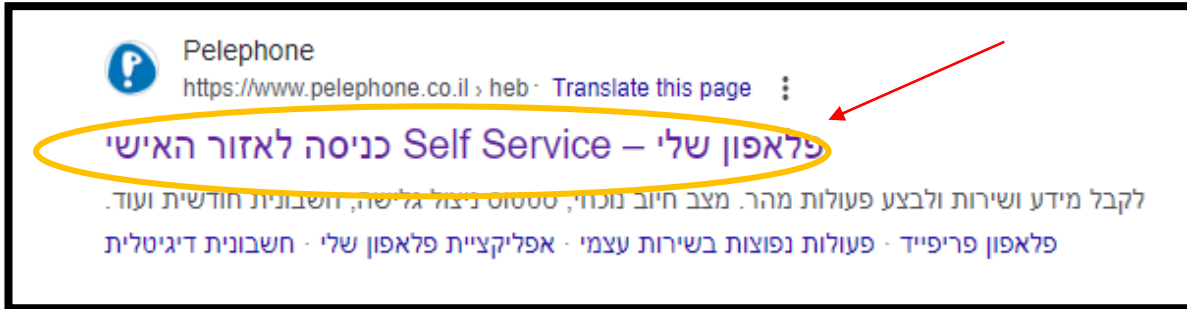 Pelephone
https://www.pelephone.co.il › heb · Translate this page
פלאפון שלי – Self Service כניסה לאזור האישי
לקבל מידע ושירות ולבצע פעולות מהר. מצב חיוב נוכחי, סטטוס ניצול גלישה, חשבונית חודשית ועוד.
פלאפון פריפייד · פעולות נפוצות בשירות עצמי · אפליקציית פלאפון שלי · חשבונית דיגיטלית